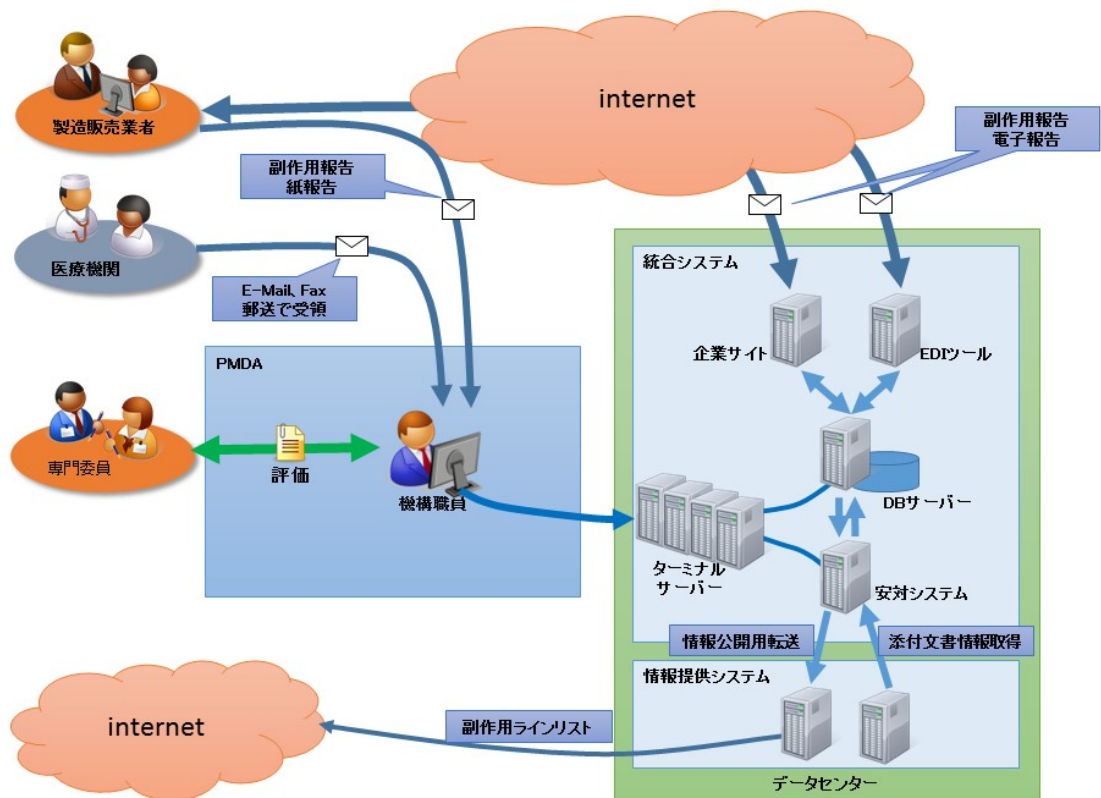 internet
製造販売業者
副作用報告
紙報告
副作用報告
電子報告
医療機関
E-Mail、Fax
郵送で受領
統合システム
企業サイト
EDIツール
PMDA
専門委員
評価
機構職員
DBサーバー
ターミナル
サーバー
安対システム
情報公開用転送
添付文書情報取得
情報提供システム
internet
副作用ラインリスト
データセンター